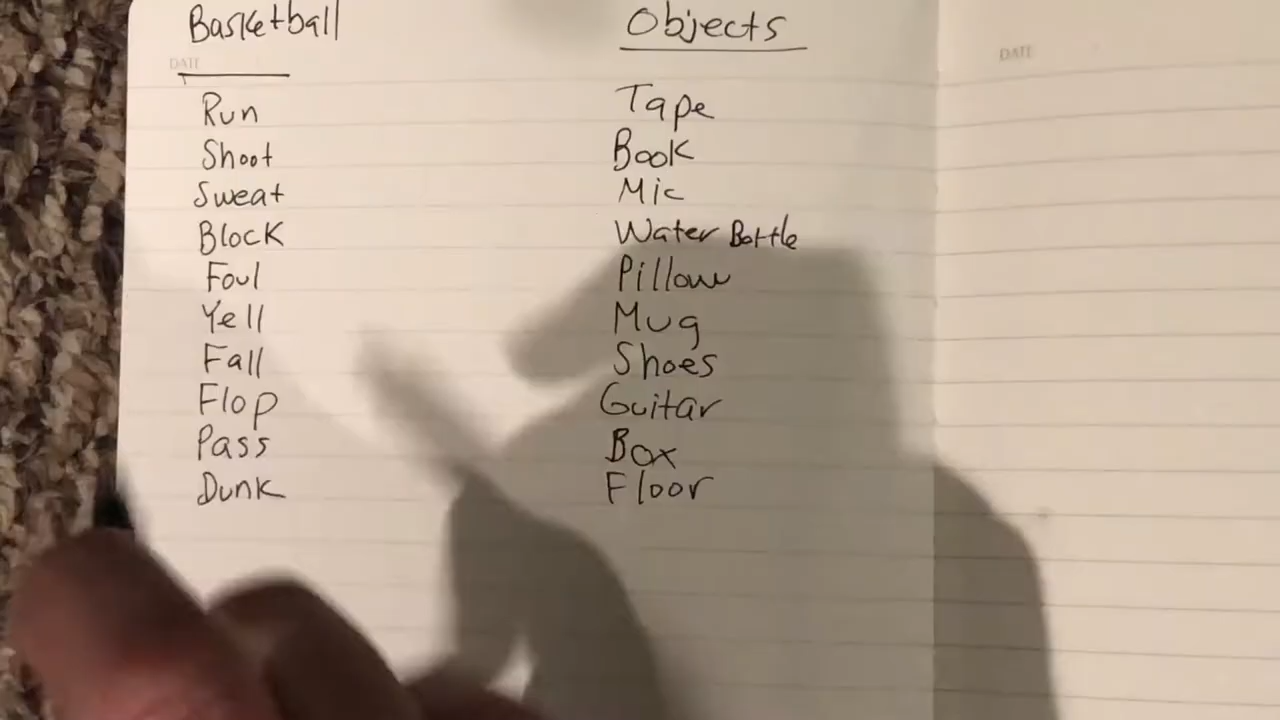 Basketball
DATE
Run
Shoot
Sweat
Block
Foul
Yell
Fall
Flop
Pass
Dunk
Objects
Tape
Book
Mic
Water Bottle
Pillow
Mug
Shoes
Guitar
Box
Floor
DATE